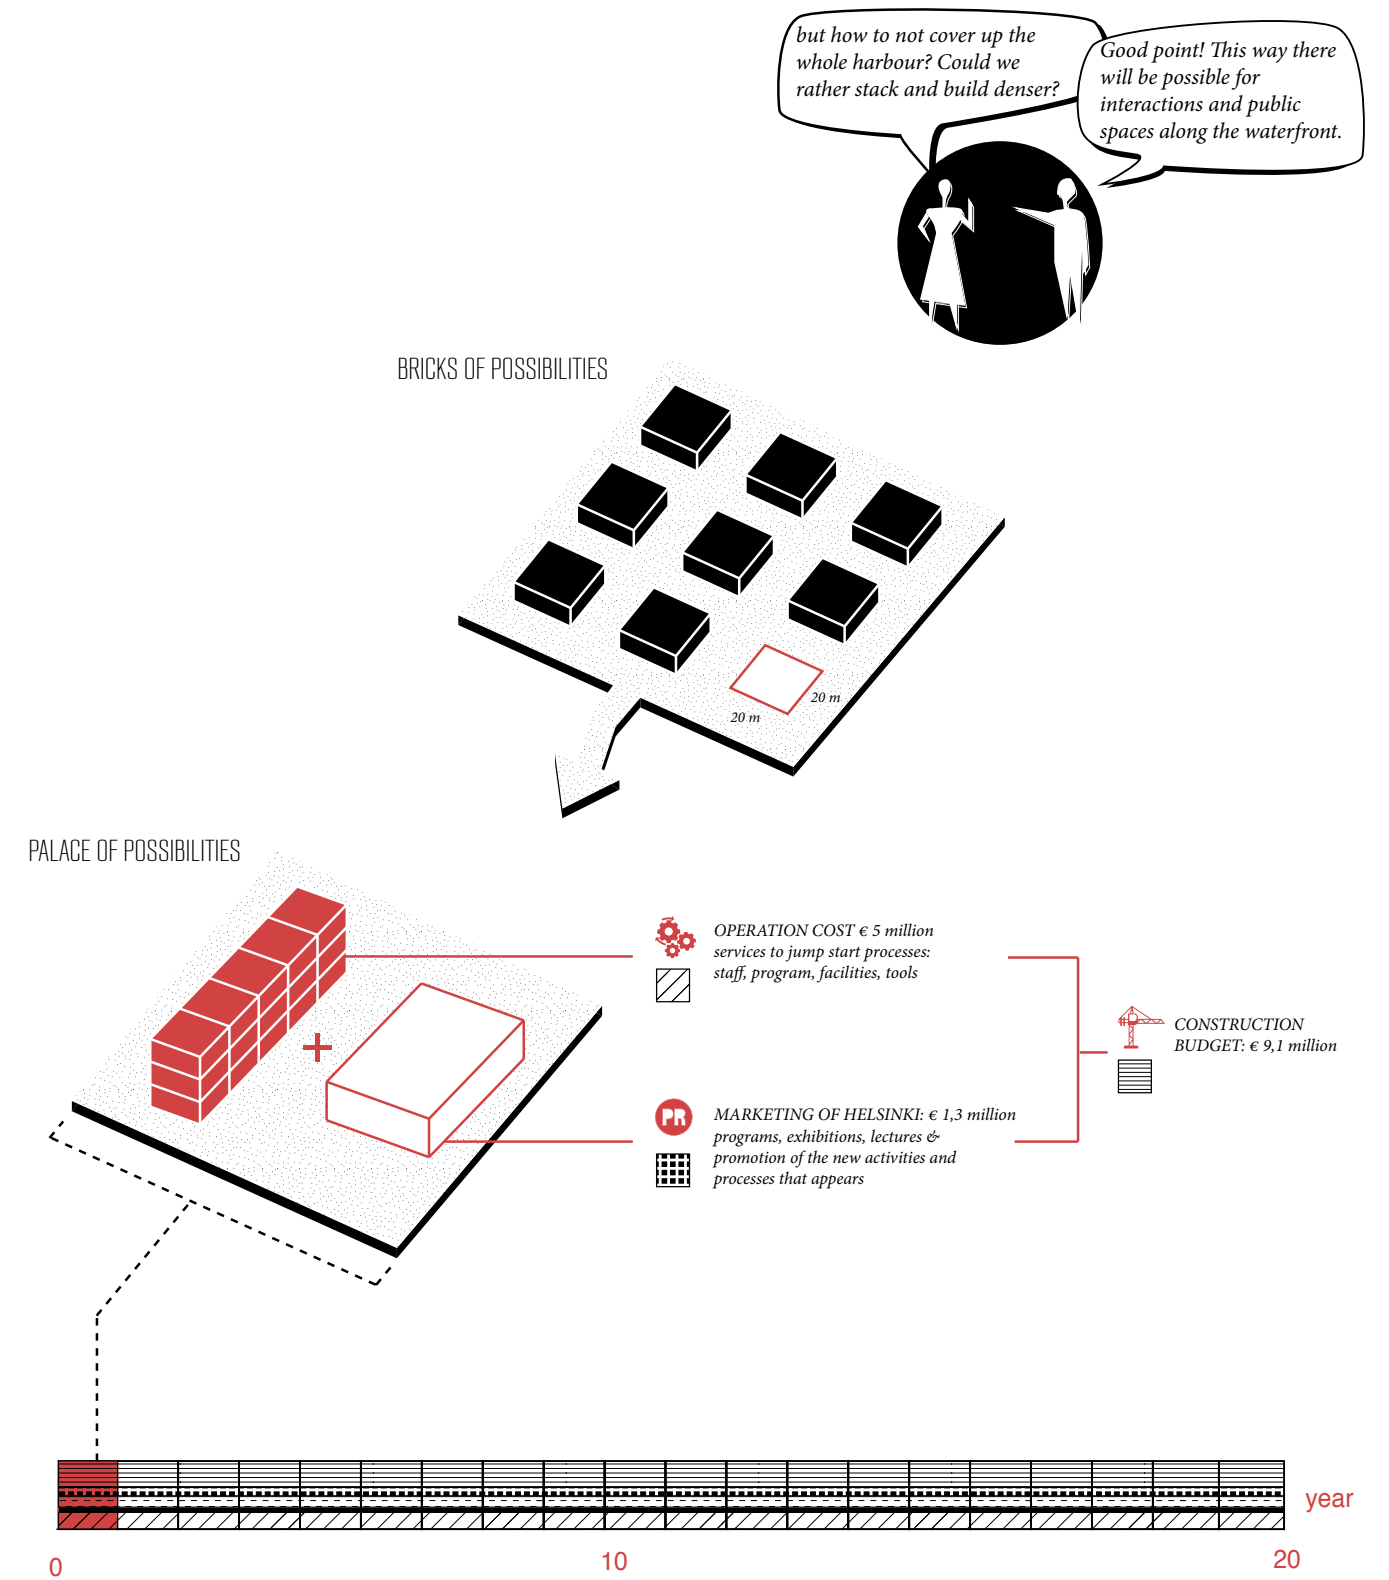 but how to not cover up the
whole harbour? Could we
rather stack and build denser?
Good point! This way there
will be possible for
interactions and public
spaces along the waterfront.
BRICKS OF POSSIBILITIES
20 m
20 m
PALACE OF POSSIBILITIES
OPERATION COST € 5 million
services to jump start processes:
staff, program, facilities, tools
CONSTRUCTION
BUDGET: € 9,1 million
PR
MARKETING OF HELSINKI: € 1,3 million
programs, exhibitions, lectures &
promotion of the new activities and
processes that appears
year
0
10
20